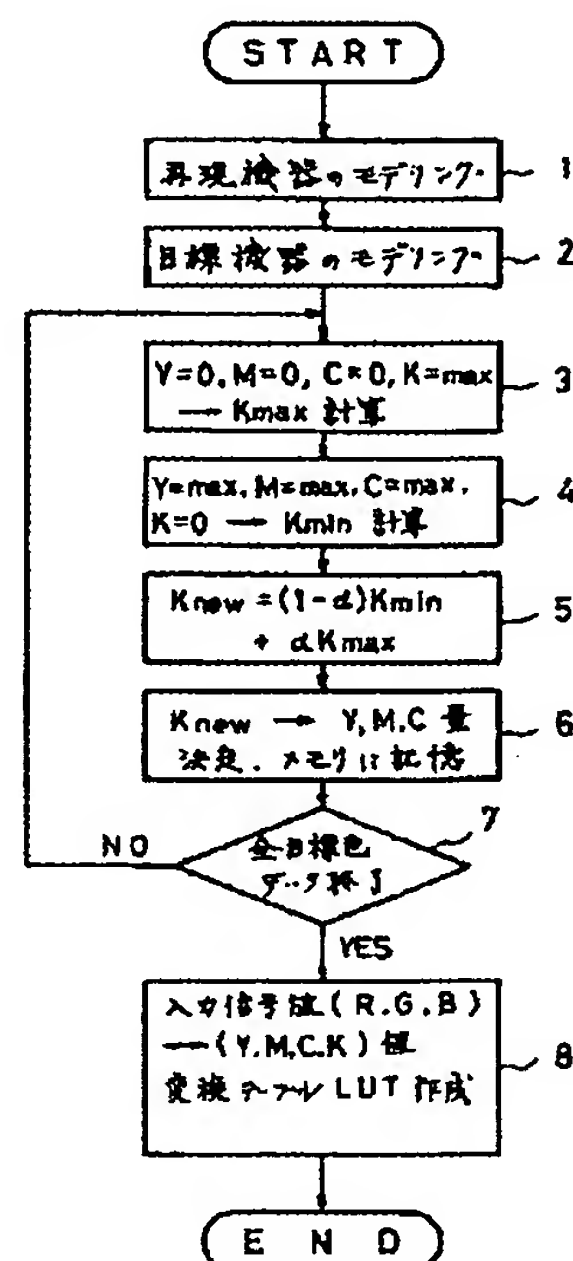 START
再現機器のモデリング
1
目標機器のモデリング
2
Y=0, M=0, C=0, K=max
→ Kmax 計算
3
Y=max, M=max, C=max,
K=0 → Kmin 計算
4
Knew = (1-α)Kmin
+ αKmax
5
Knew → Y,M,C 量
決定、メモリに記憶
6
7
全目標色
データ終了
NO
YES
入力信号値(R.G.B)
→(Y.M.C.K)値
変換テーブルLUT作成
8
END